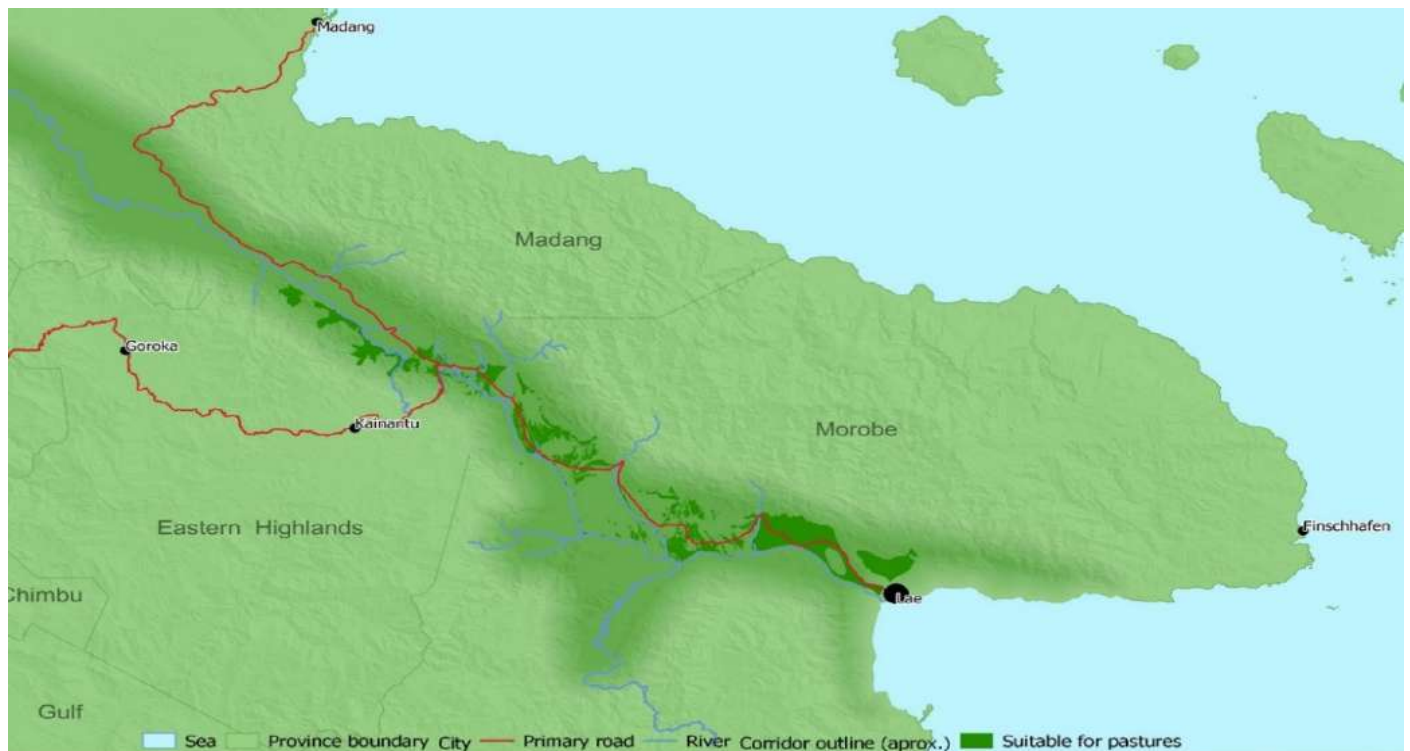 Madang
Madang
Goroka
Kainantu
Morobe
Eastern Highlands
Finschhafen
Chimbu
Lae
Gulf
Sea Province boundary City Primary road River Corridor outline (aprox.) Suitable for pastures